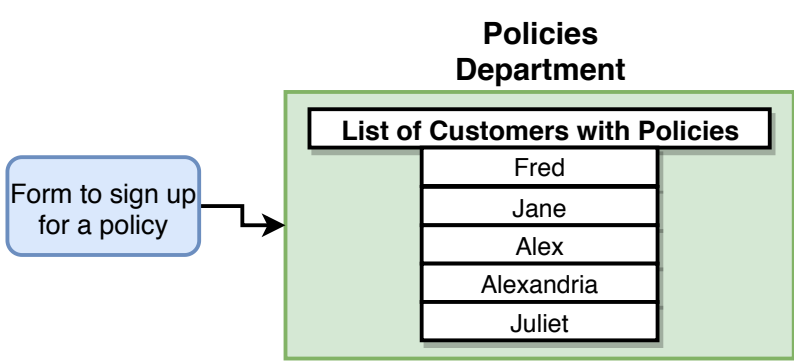 Policies
Department
List of Customers with Policies
Fred
Jane
Alex
Alexandria
Juliet
Form to sign up
for a policy